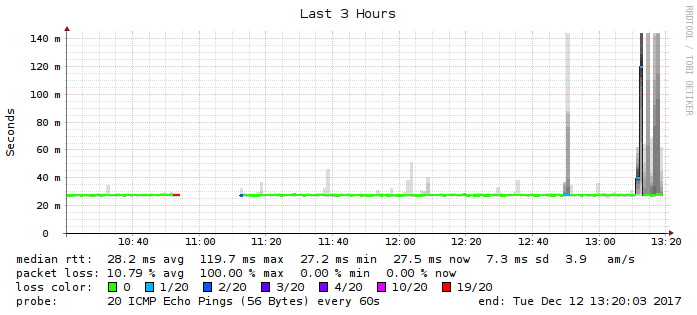 Last 3 Hours
RRDTOOL / TOBI OETIKER
Seconds
140 m
120 m
100 m
80 m
60 m
40 m
20 m
0
10:40 11:00 11:20 11:40 12:00 12:20 12:40 13:00 13:20
median rtt: 28.2 ms avg 119.7 ms max 27.2 ms min 27.5 ms now 7.3 ms sd 3.9 am/s
packet loss: 10.79 % avg 100.00 % max 0.00 % min 0.00 % now
loss color: 0 1/20 2/20 3/20 4/20 10/20 19/20
probe: 20 ICMP Echo Pings (56 Bytes) every 60s end: Tue Dec 12 13:20:03 2017